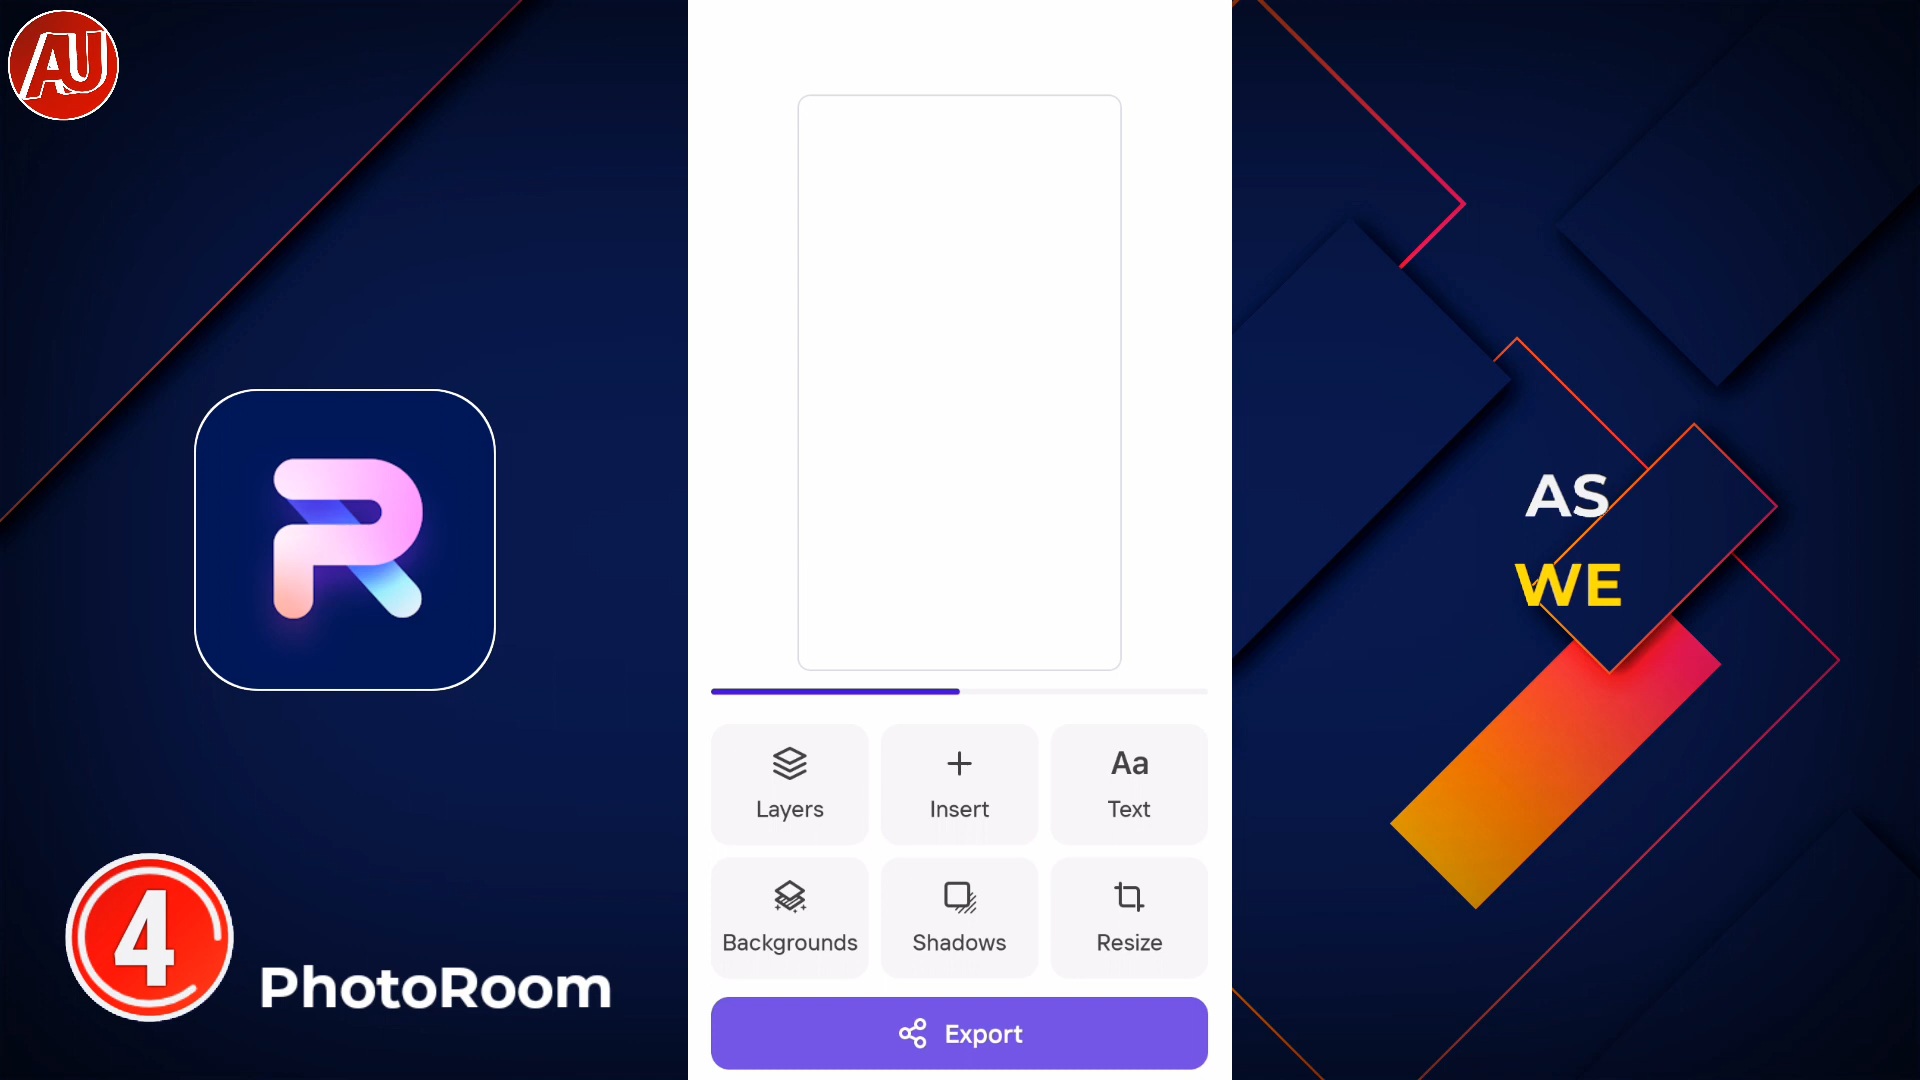 AU
AS
WE
Aa
Layers
Insert
Text
Backgrounds
Shadows
Resize
4
PhotoRoom
Export